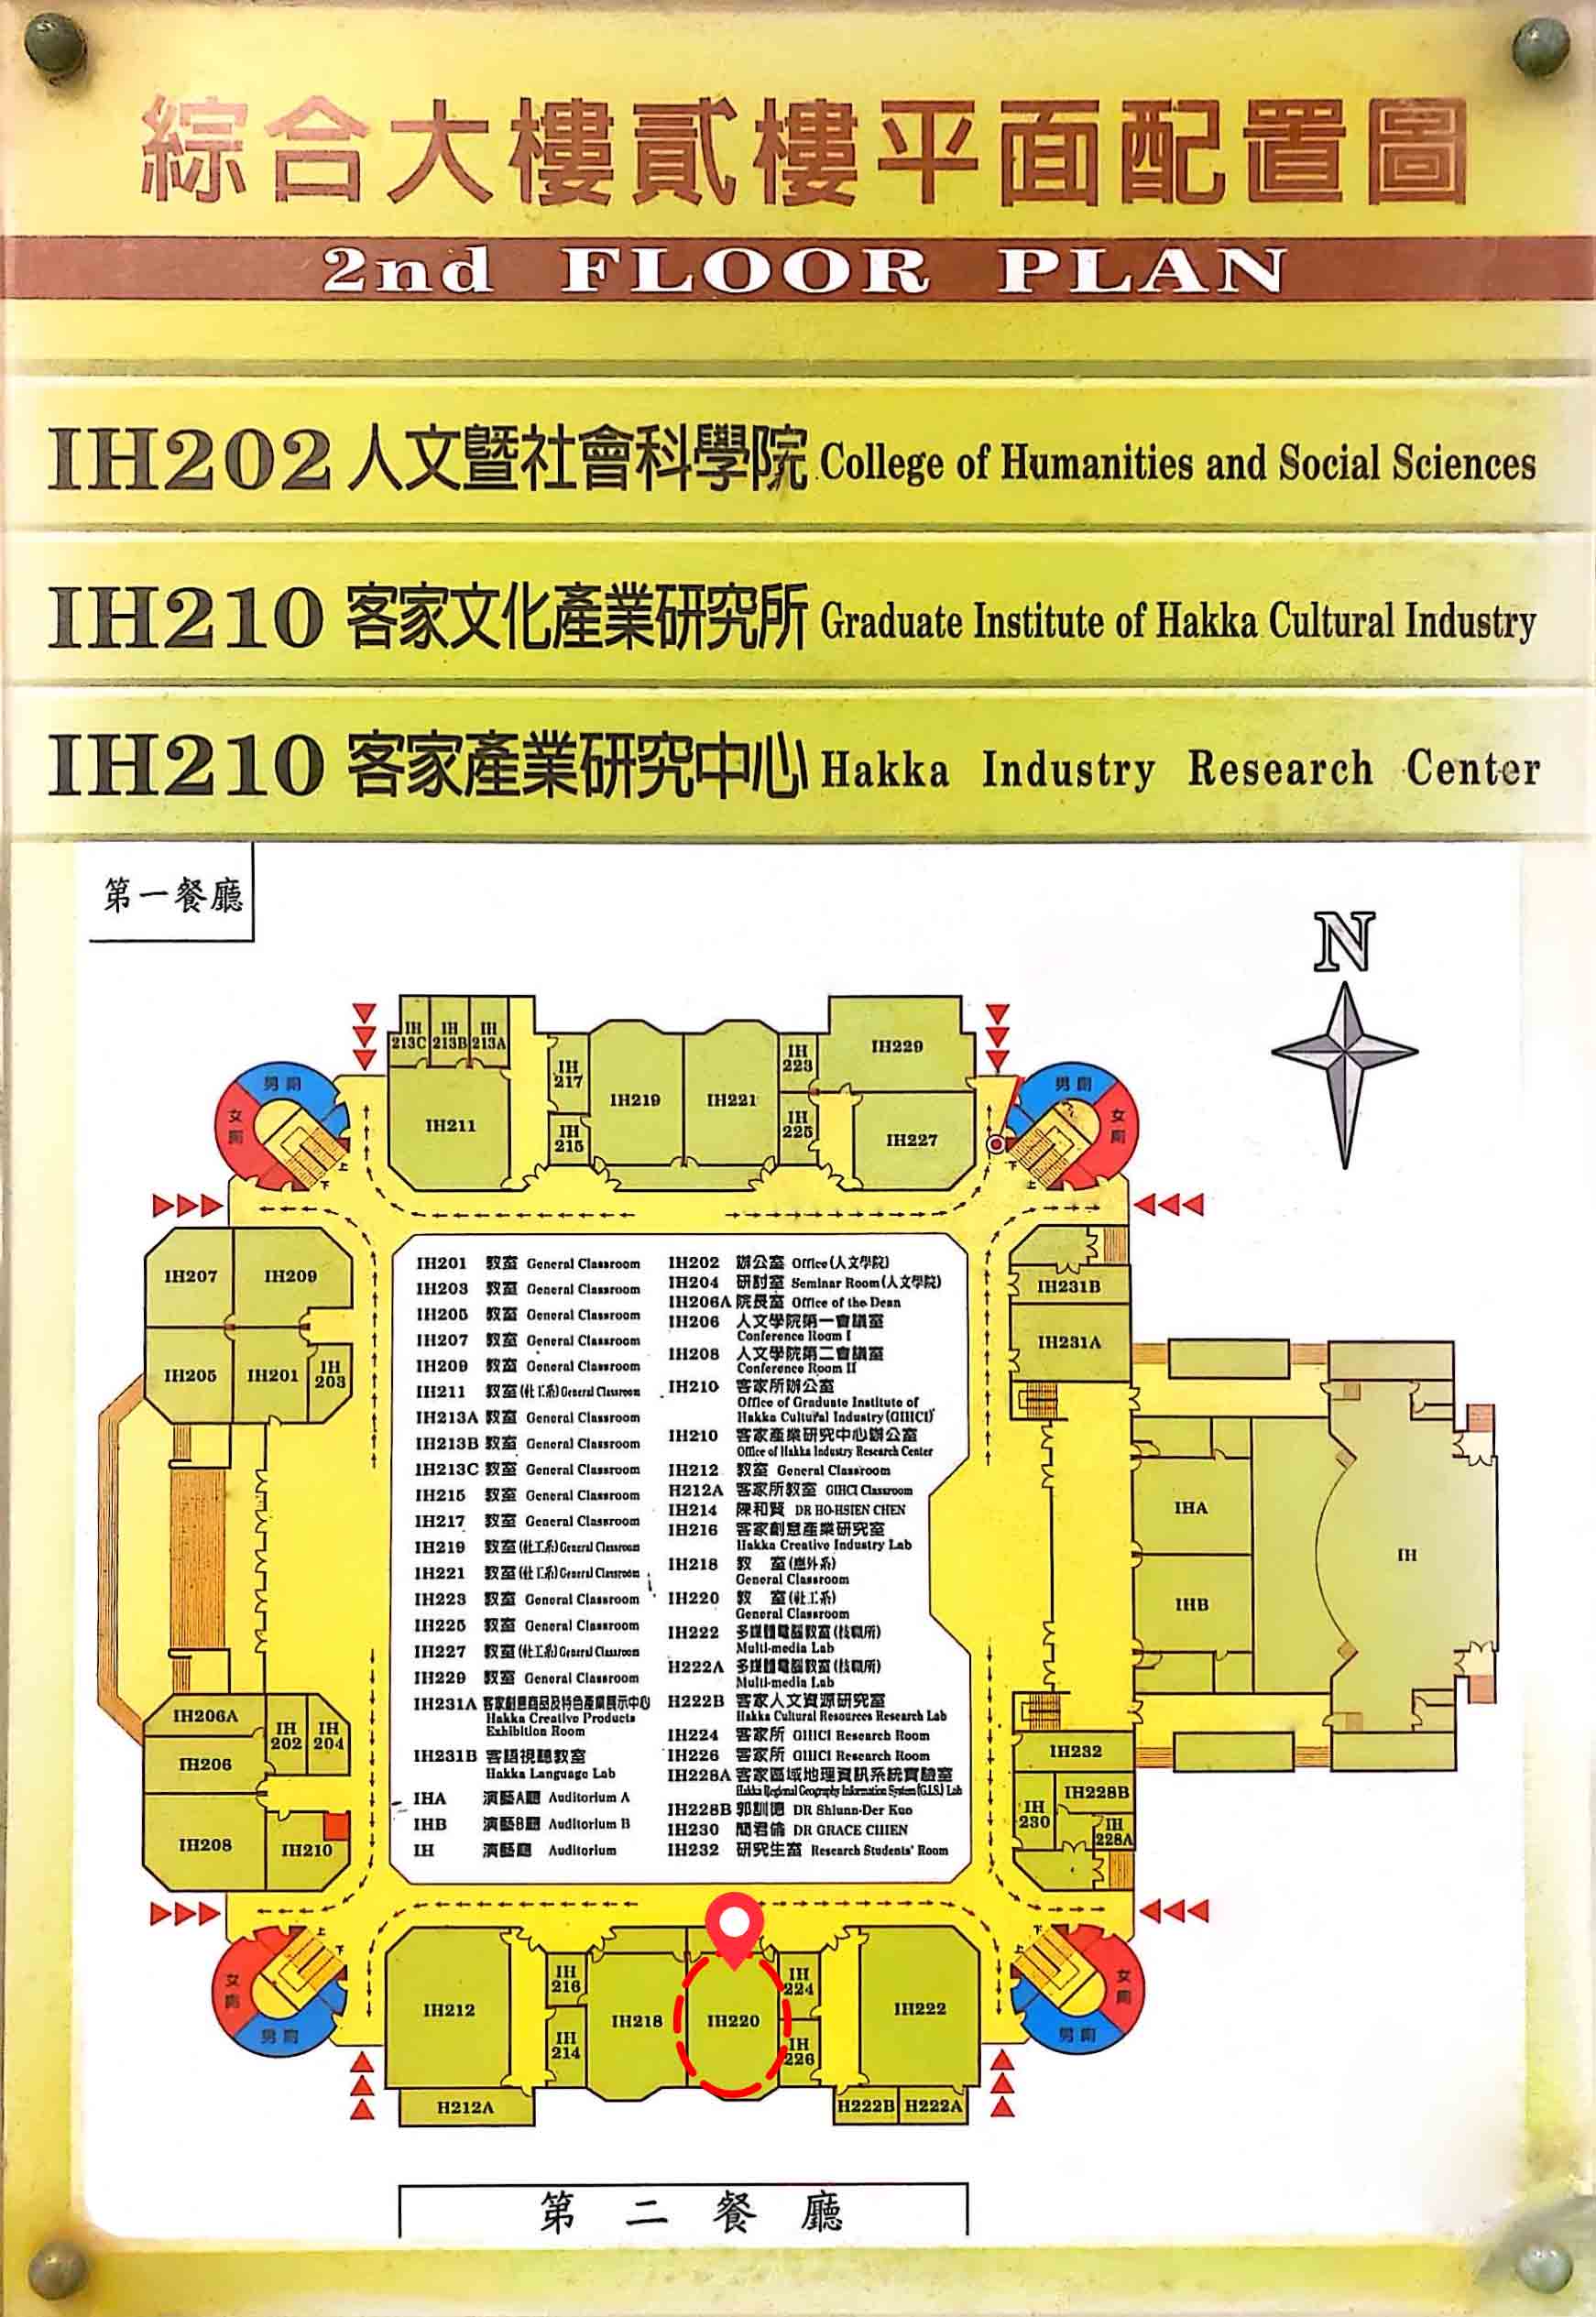 綜合大樓貳樓平面配置圖
2nd FLOOR PLAN
IH202 人文暨社會科學院 College of Humanities and Social Sciences
IH210 客家文化產業研究所 Graduate Institute of Hakka Cultural Industry
IH210 客家產業研究中心 Hakka Industry Research Center
第一餐廳
N
IH 213C
IH 213B
IH 213A
IH211
IH 217
IH 215
IH219
IH221
IH 223
IH 225
IH229
IH227
男廁
女廁
上
下
男廁
女廁
下
上
IH207
IH209
IH205
IH201
IH 203
IH231B
IH231A
IHA
IHB
IH
IH201 教室 General Classroom
IH203 教室 General Classroom
IH205 教室 General Classroom
IH207 教室 General Classroom
IH209 教室 General Classroom
IH211 教室(社工系) General Classroom
IH213A 教室 General Classroom
IH213B 教室 General Classroom
IH213C 教室 General Classroom
IH215 教室 General Classroom
IH217 教室 General Classroom
IH219 教室(社工系) General Classroom
IH221 教室(社工系) General Classroom
IH223 教室 General Classroom
IH225 教室 General Classroom
IH227 教室(社工系) General Classroom
IH229 教室 General Classroom
IH231A 客家創意商品及特色產業展示中心
Hakka Creative Products
Exhibition Room
IH231B 客語視聽教室
Hakka Language Lab
IHA 演藝A廳 Auditorium A
IHB 演藝B廳 Auditorium B
IH 演藝廳 Auditorium
IH202 辦公室 Office(人文學院)
IH204 研討室 Seminar Room(人文學院)
IH206A 院長室 Office of the Dean
IH206 人文學院第一會議室
Conference Room I
IH208 人文學院第二會議室
Conference Room II
IH210 客家所辦公室
Office of Graduate Institute of
Hakka Cultural Industry(GIHCI)
IH210 客家產業研究中心辦公室
Office of Hakka Industry Research Center
IH212 教室 General Classroom
H212A 客家所教室 GIHCI Classroom
IH214 陳和賢 DR HO-HSIEN CHEN
IH216 客家創意產業研究室
Hakka Creative Industry Lab
IH218 教 室(應外系)
General Classroom
IH220 教 室(社工系)
General Classroom
IH222 多媒體電腦教室(技職所)
Multi-media Lab
H222A 多媒體電腦教室(技職所)
Multi-media Lab
H222B 客家人文資源研究室
Hakka Cultural Resources Research Lab
IH224 客家所 GIHCI Research Room
IH226 客家所 GIHCI Research Room
IH228A 客家區域地理資訊系統實驗室
Hakka Regional Geography Information System(G.I.S.) Lab
IH228B 郭訓德 DR Shiunn-Der Kuo
IH230 簡君倫 DR GRACE CHIEN
IH232 研究生室 Research Students' Room
IH206A
IH 202
IH 204
IH206
IH208
IH210
IH232
IH 230
IH228B
IH 228A
上
下
女廁
男廁
IH212
H212A
IH 216
IH 214
IH218
IH220
IH 224
IH 226
IH222
H222B
H222A
下
上
女廁
男廁
第二餐廳